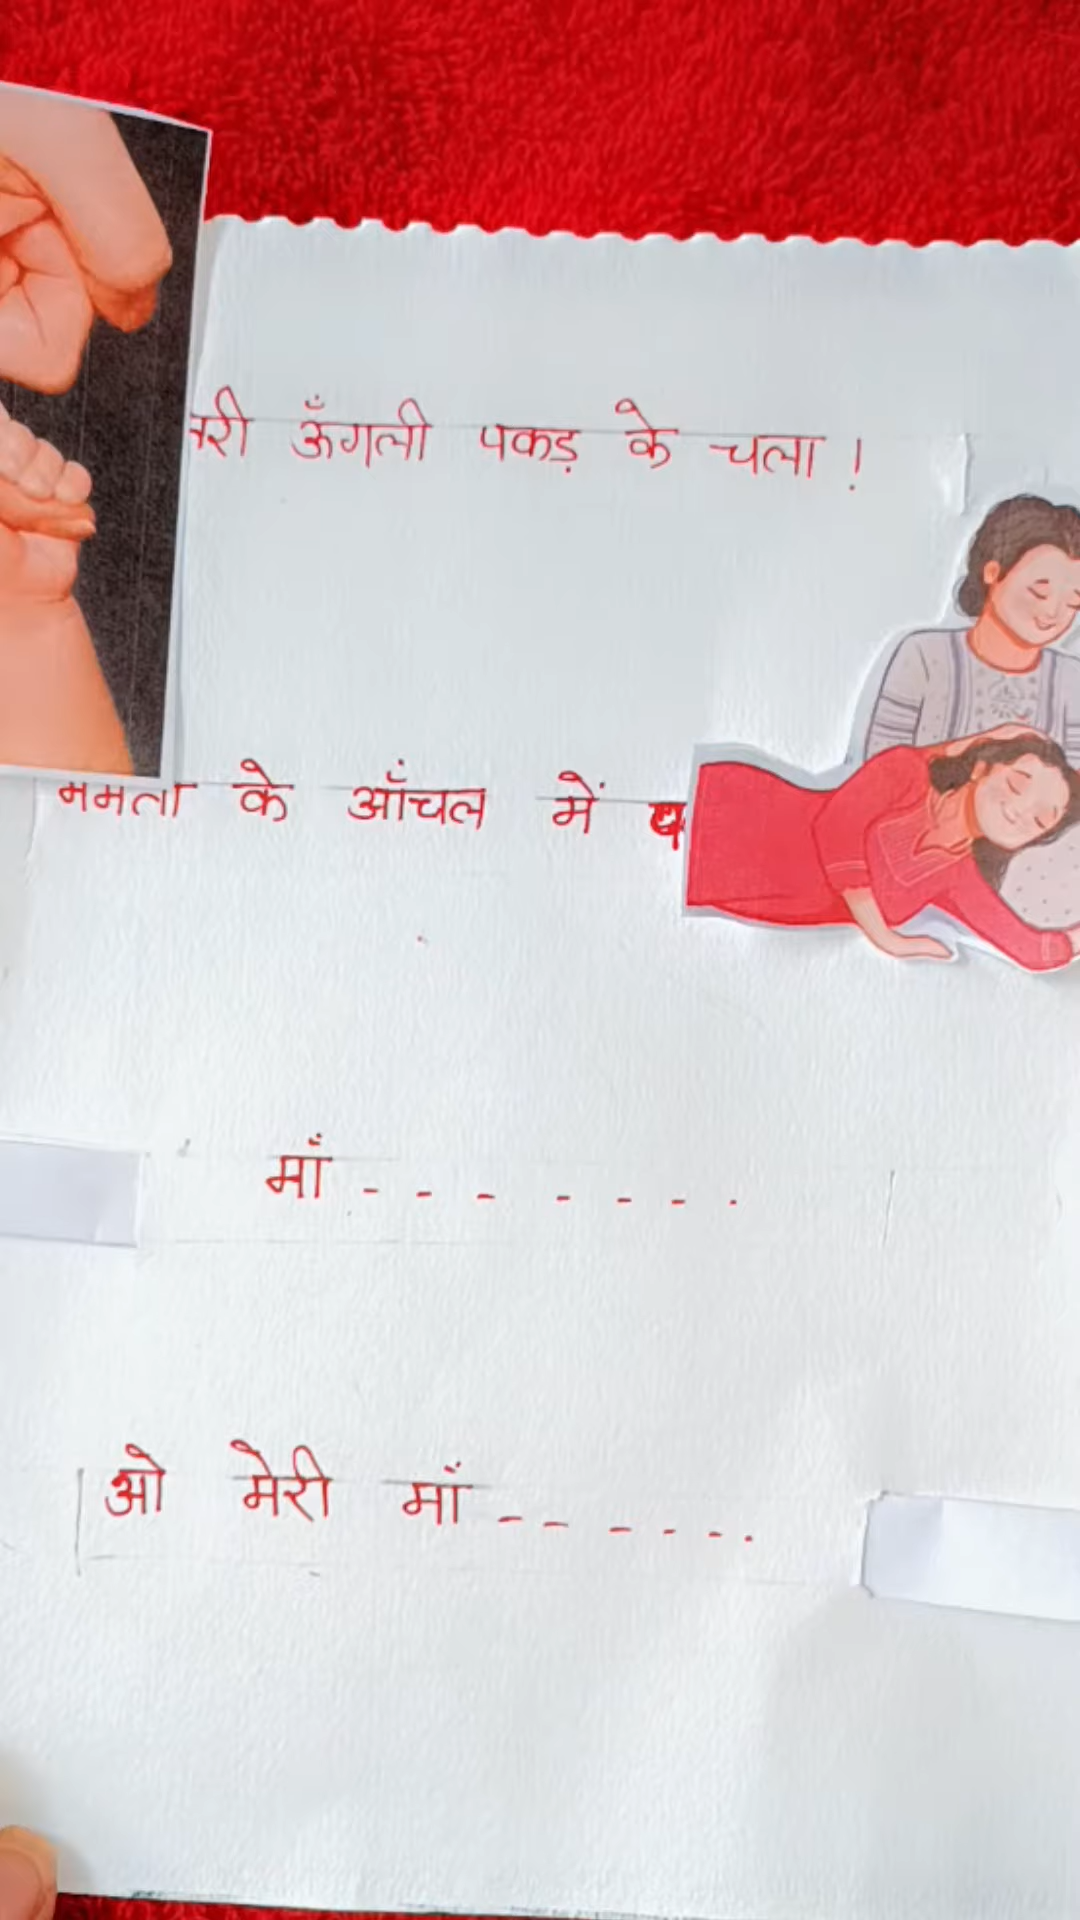 ऊँगली पकड़ के चला !
ममता के आँचल में
माँ - - - - - - - .
ओ मेरी माँ - - - - - - .